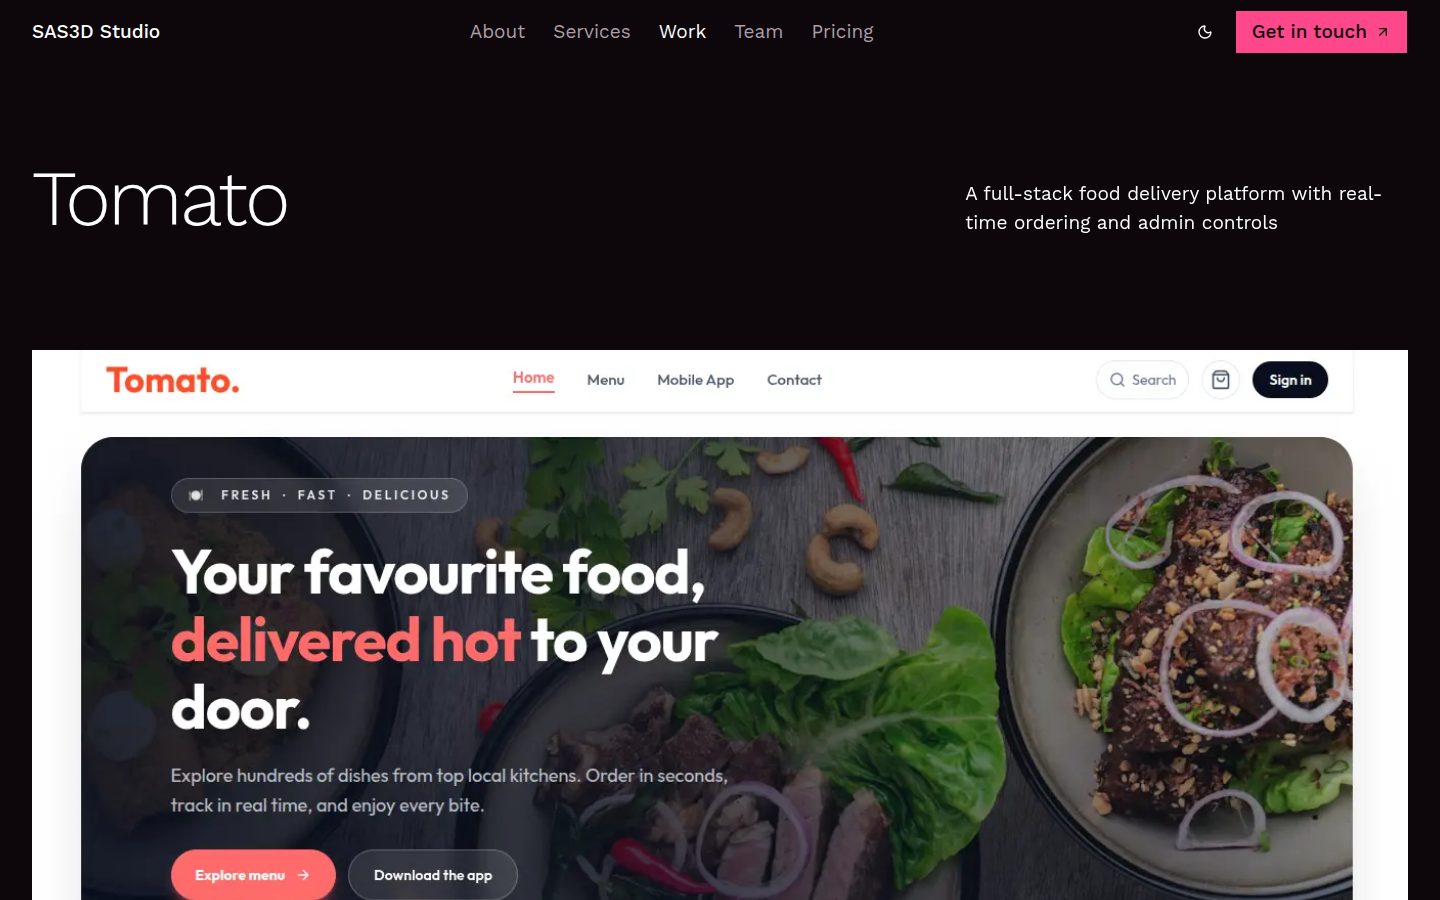 SAS3D Studio
About
Services
Work
Team
Pricing
Get in touch
Tomato
A full-stack food delivery platform with real-
time ordering and admin controls
Tomato.
Home
Menu
Mobile App
Contact
Search
Sign in
FRESH · FAST · DELICIOUS
Your favourite food,
delivered hot to your
door.
Explore hundreds of dishes from top local kitchens. Order in seconds,
track in real time, and enjoy every bite.
Explore menu
Download the app